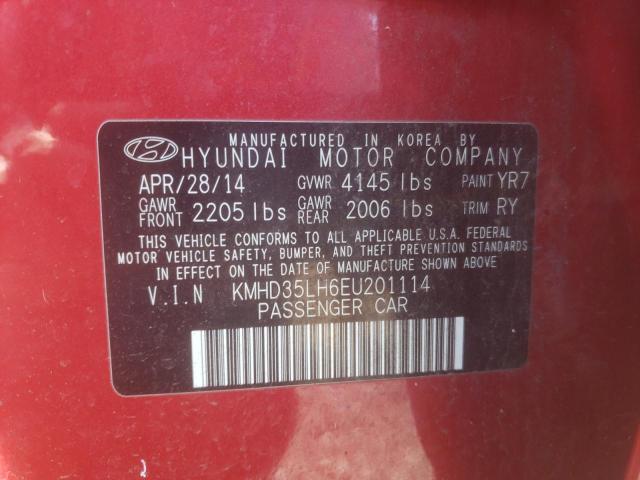 MANUFACTURED IN KOREA BY
HYUNDAI MOTOR COMPANY
APR/28/14 GVWR 4145 lbs PAINT YR7
GAWR FRONT 2205 lbs GAWR REAR 2006 lbs TRIM RY
THIS VEHICLE CONFORMS TO ALL APPLICABLE U.S.A. FEDERAL
MOTOR VEHICLE SAFETY, BUMPER, AND THEFT PREVENTION STANDARDS
IN EFFECT ON THE DATE OF MANUFACTURE SHOWN ABOVE
V.I.N KMHD35LH6EU201114
PASSENGER CAR